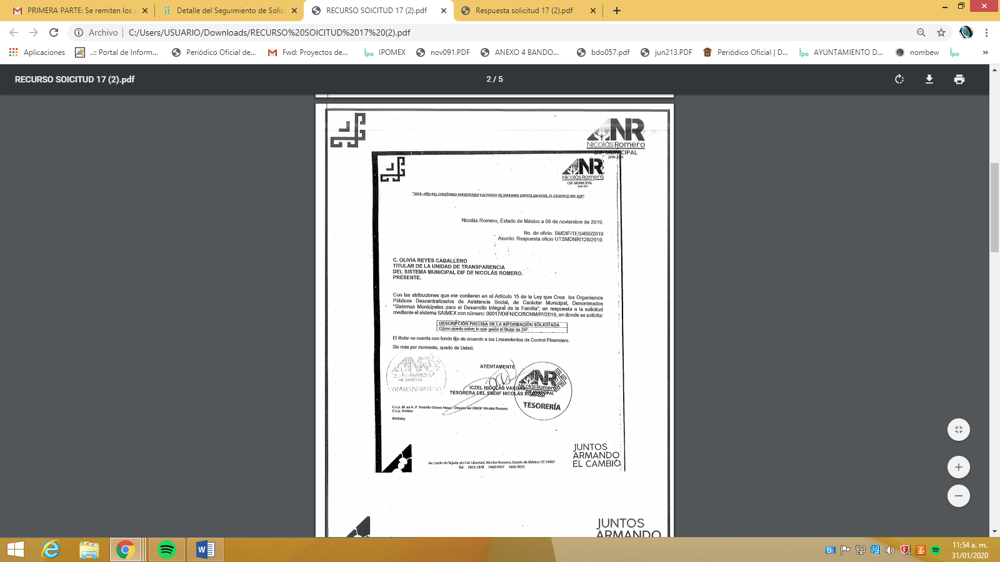 PRIMERA PARTE: Se remiten los p
Detalle del Seguimiento de Solici
RECURSO SOICITUD 17 (2).pdf
Respuesta solicitud 17 (2).pdf
Archivo
C:/Users/USUARIO/Downloads/RECURSO%20SOICITUD%2017%20(2).pdf
Aplicaciones
..:: Portal de Inform...
Periódico Oficial de...
Fwd: Proyectos de...
IPOMEX
nov091.PDF
ANEXO 4 BANDO...
bdo057.pdf
jun213.PDF
Periódico Oficial | D...
AYUNTAMIENTO D...
nombew
»
RECURSO SOICITUD 17 (2).pdf
2 / 5
NR
Nicolás Romero
DIF MUNICIPAL
2019-2021
NR
Nicolás Romero
DIF MUNICIPAL
"2019. AÑO DEL CENTÉSIMO ANIVERSARIO LUCTUOSO DE EMILIANO ZAPATA SALAZAR, EL CAUDILLO DEL SUR"
Nicolás Romero, Estado de México a 06 de noviembre de 2019.
No. de oficio: SMDIF/TES/405/2019
Asunto: Respuesta oficio UTSMDNR/128/2019.
C. OLIVIA REYES CABALLERO
TITULAR DE LA UNIDAD DE TRANSPARENCIA
DEL SISTEMA MUNICIPAL DIF DE NICOLÁS ROMERO.
PRESENTE.
Con las atribuciones que me confieren en el Artículo 15 de la Ley que Crea los Organismos
Públicos Descentralizados de Asistencia Social, de Carácter Municipal, Denominados
"Sistemas Municipales para el Desarrollo Integral de la Familia", en respuesta a la solicitud
mediante el sistema SAIMEX con número: 00017/DIFNICORONM/IP/2019, en donde se solicita:
DESCRIPCIÓN PRECISA DE LA INFORMACIÓN SOLICITADA
Cómo puedo saber lo que gasta el titular de DIF.
El titular no cuenta con fondo fijo de acuerdo a los Lineamientos de Control Financiero.
Sin más por momento, quedo de Usted.
ATENTAMENTE
ICZEL NICOLÁS VARGAS
TESORERA DEL SMDIF NICOLÁS ROMERO
DIF MUNICIPAL
TRANSPARENCIA
NR
Nicolás Romero
DIF MUNICIPAL
TESORERÍA
C.c.p. M. en A. P. Rodolfo Gómez Nava.- Director del SMDIF Nicolás Romero.
C.c.p. Archivo
Av. Lerdo de Tejada s/n Col. Libertad, Nicolas Romero, Estado de México CP. 54407
Tel. 5823.1878 1660.4997 1660.3654
JUNTOS
ARMANDO
EL CAMBIO
JUNTOS
ARMANDO
11:54 a. m.
31/01/2020